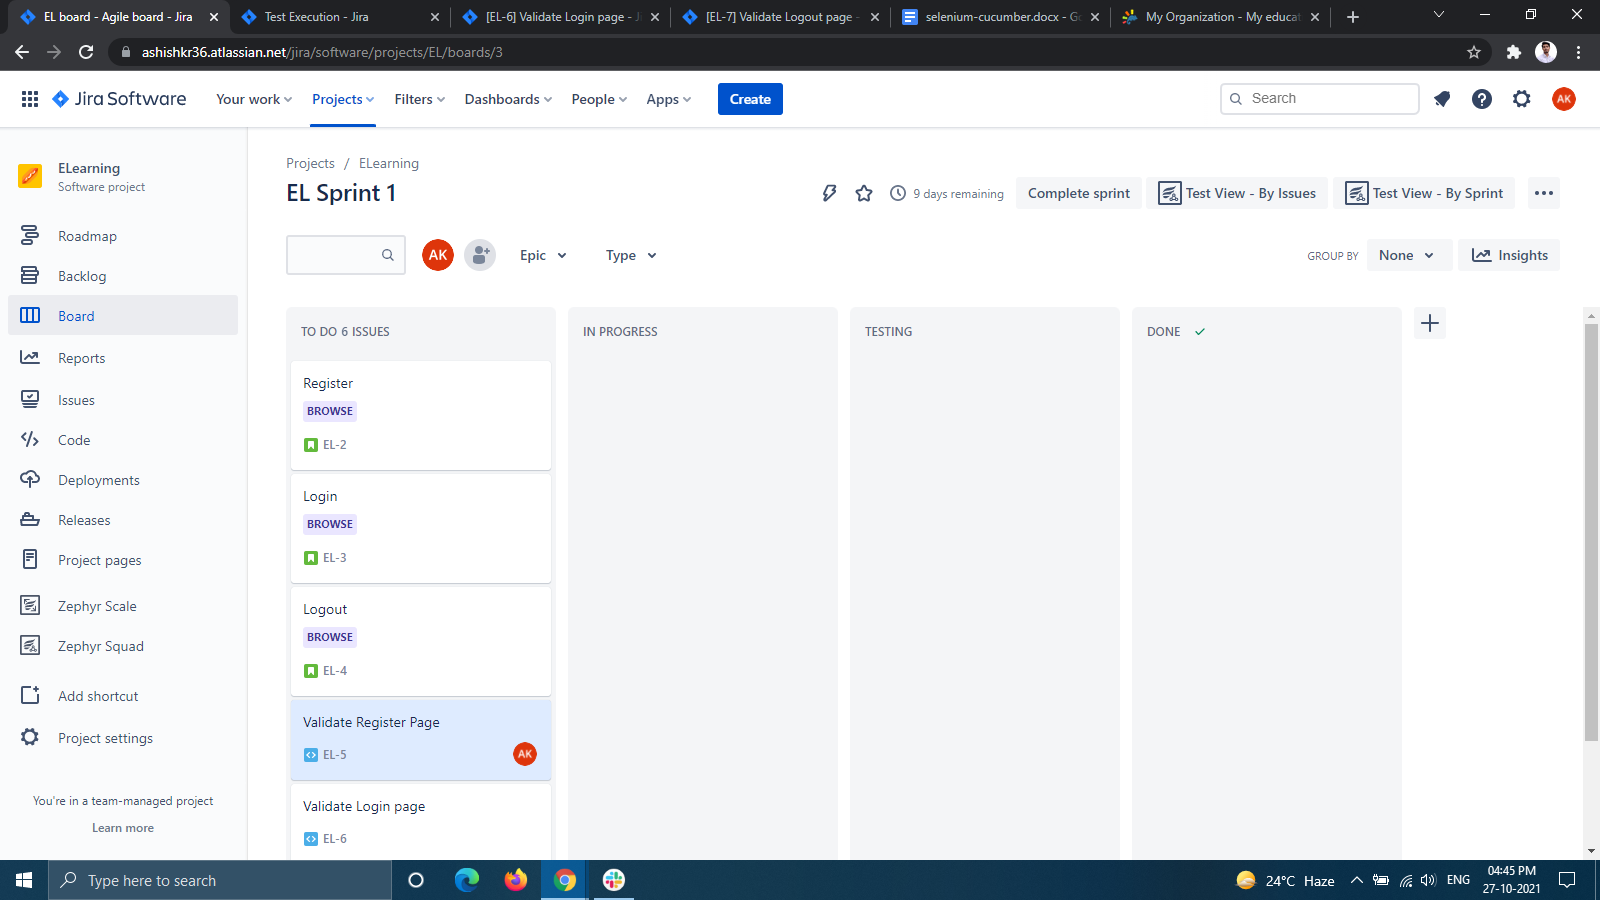 EL board - Agile board - Jira
Test Execution - Jira
[EL-6] Validate Login page - Ji
[EL-7] Validate Logout page -
selenium-cucumber.docx - Go
My Organization - My educat
ashishkr36.atlassian.net/jira/software/projects/EL/boards/3
Jira Software
Your work
Projects
Filters
Dashboards
People
Apps
Create
Search
AK
ELearning
Software project
Roadmap
Backlog
Board
Reports
Issues
Code
Deployments
Releases
Project pages
Zephyr Scale
Zephyr Squad
Add shortcut
Project settings
You're in a team-managed project
Learn more
Projects / ELearning
EL Sprint 1
9 days remaining
Complete sprint
Test View - By Issues
Test View - By Sprint
AK
Epic
Type
GROUP BY
None
Insights
TO DO 6 ISSUES
IN PROGRESS
TESTING
DONE
Register
BROWSE
EL-2
Login
BROWSE
EL-3
Logout
BROWSE
EL-4
Validate Register Page
EL-5
AK
Validate Login page
EL-6
Type here to search
24°C Haze
ENG
04:45 PM
27-10-2021